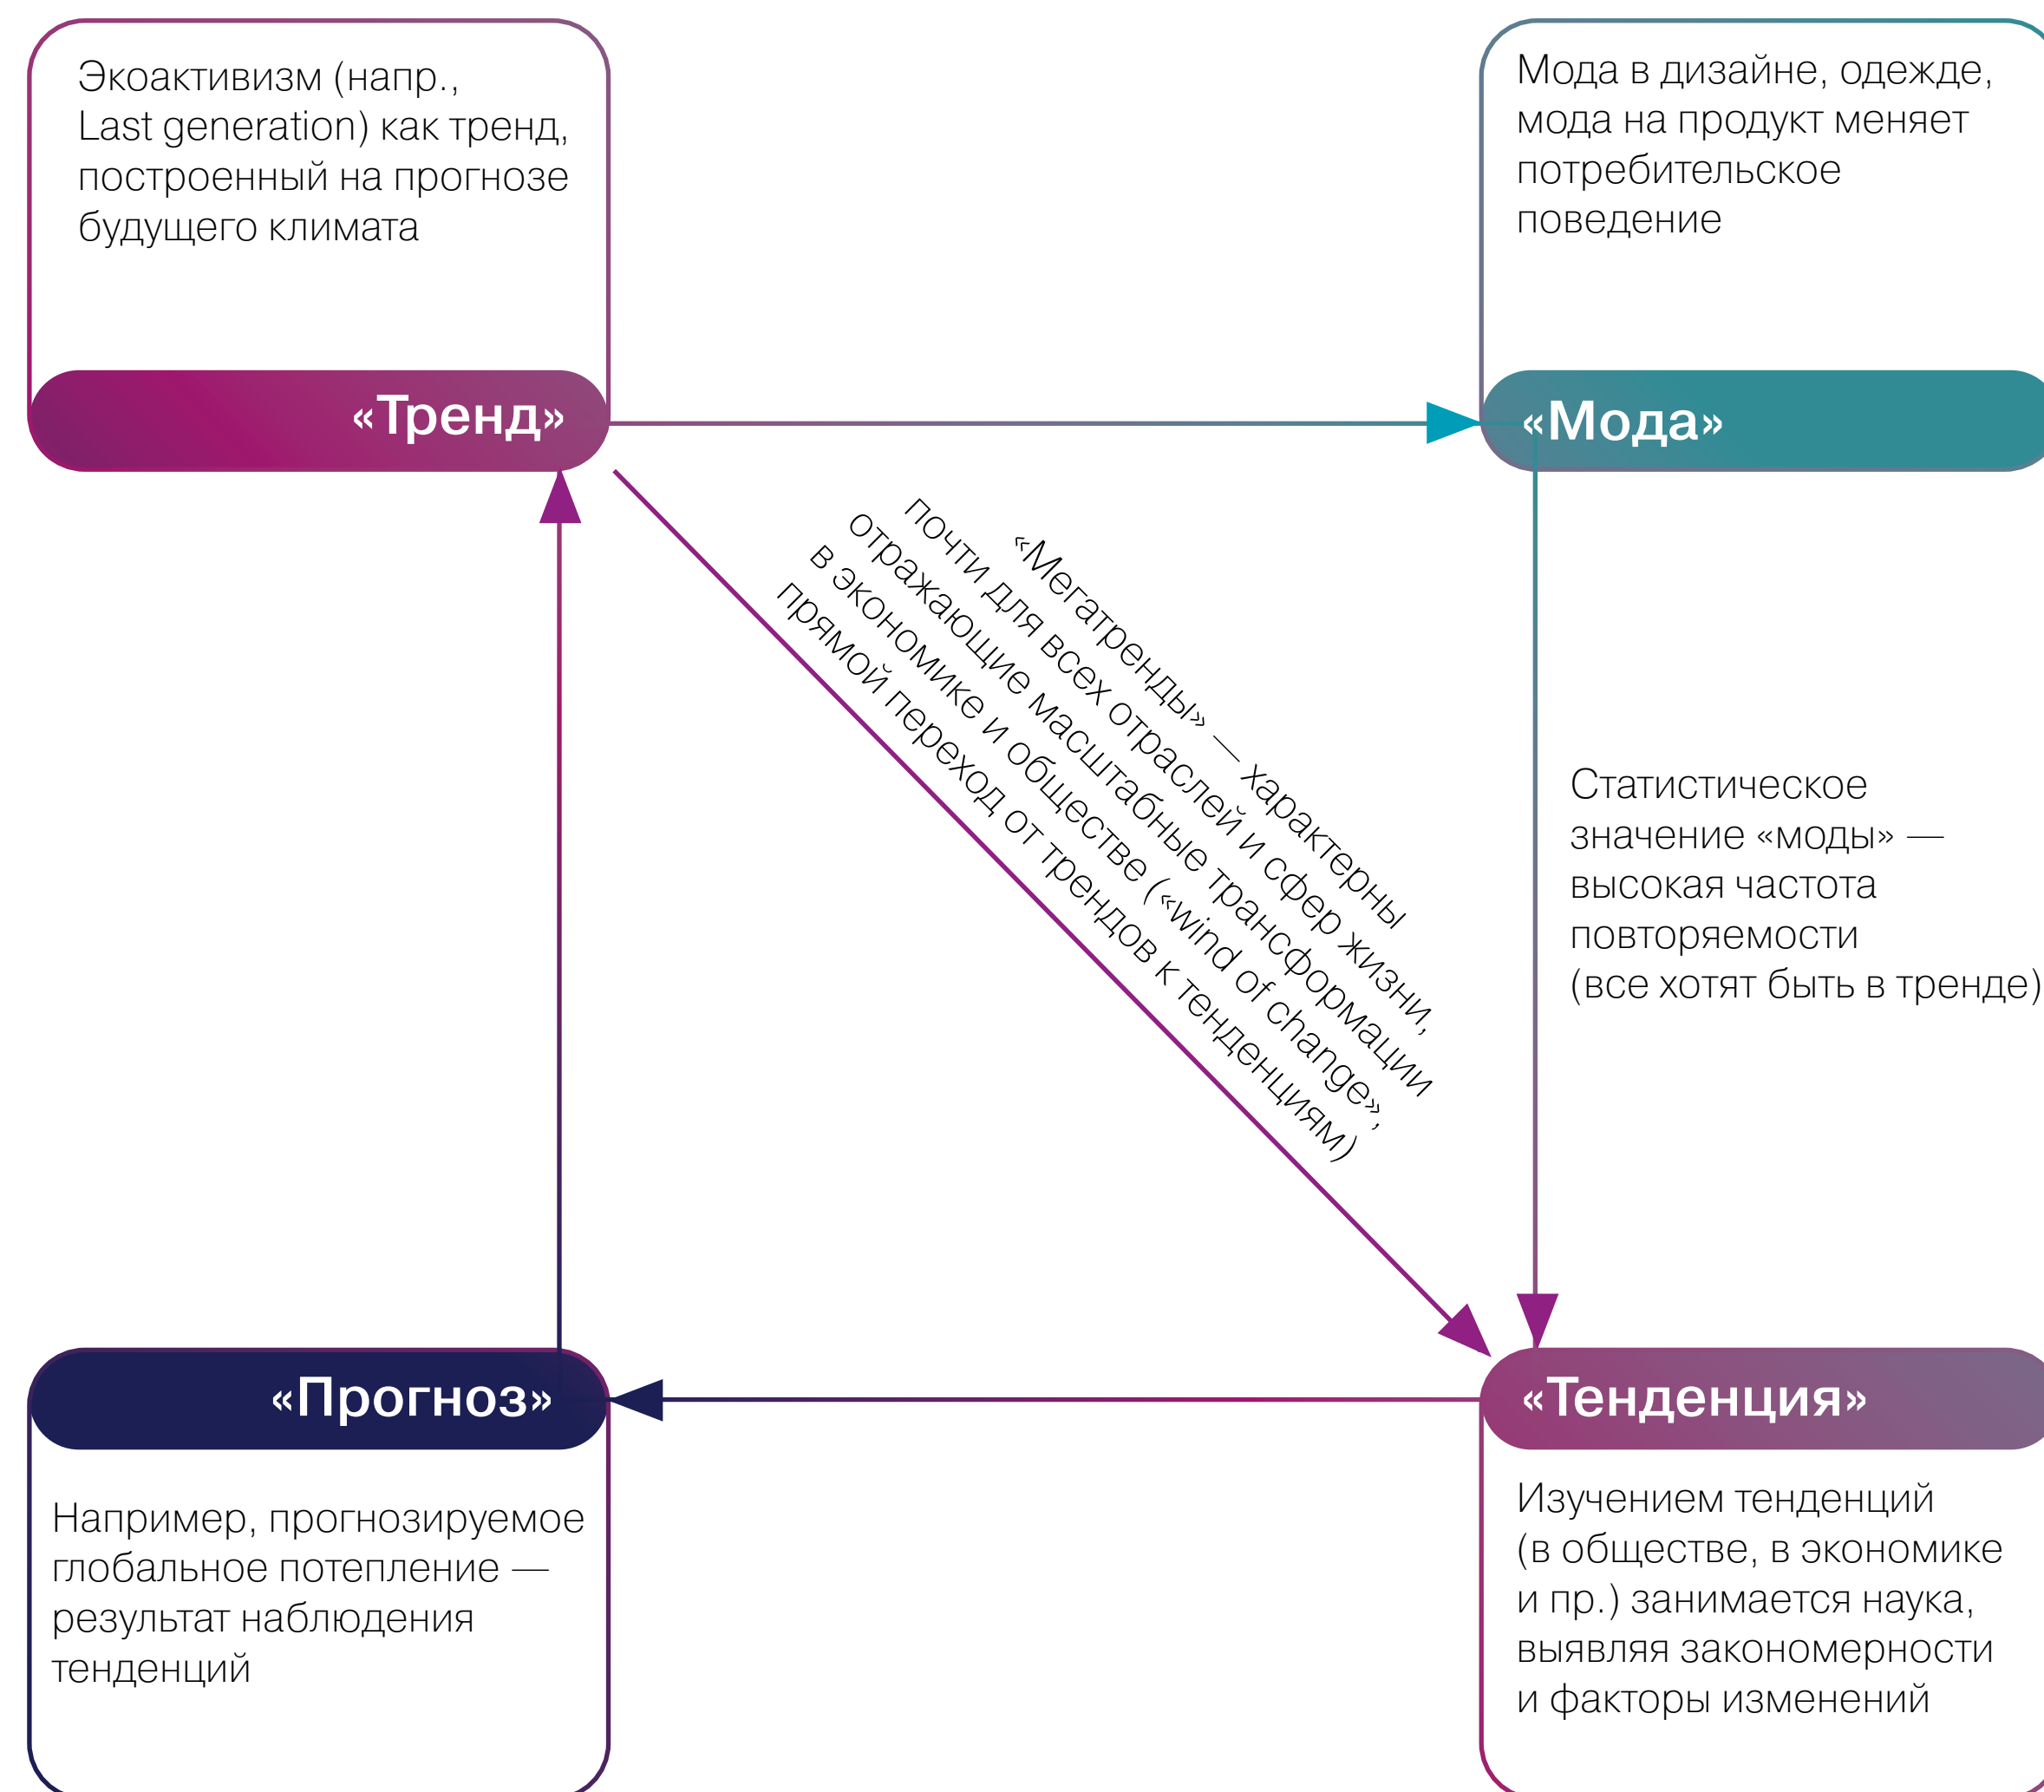 Экоактивизм (напр.,
Last generation) как тренд,
построенный на прогнозе
будущего климата
«Тренд»
Мода в дизайне, одежде,
мода на продукт меняет
потребительское
поведение
«Мода»
«Мегатренды» — характерны
почти для всех отраслей и сфер жизни,
отражающие масштабные трансформации
в экономике и обществе («wind of change»,
прямой переход от трендов к тенденциям)
Статистическое
значение «моды» —
высокая частота
повторяемости
(все хотят быть в тренде)
«Прогноз»
Например, прогнозируемое
глобальное потепление —
результат наблюдения
тенденций
«Тенденция»
Изучением тенденций
(в обществе, в экономике
и пр.) занимается наука,
выявляя закономерности
и факторы изменений